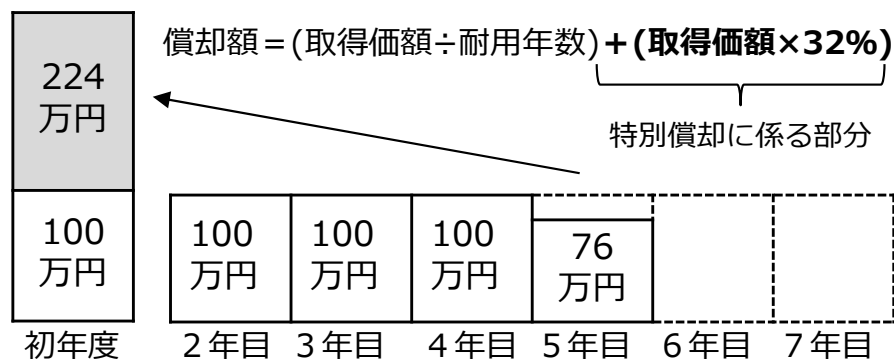 償却額＝(取得価額÷耐用年数)＋(取得価額×32%)
特別償却に係る部分
224
万円
100
万円
100
万円
100
万円
100
万円
76
万円
初年度
２年目
３年目
４年目
５年目
６年目
７年目